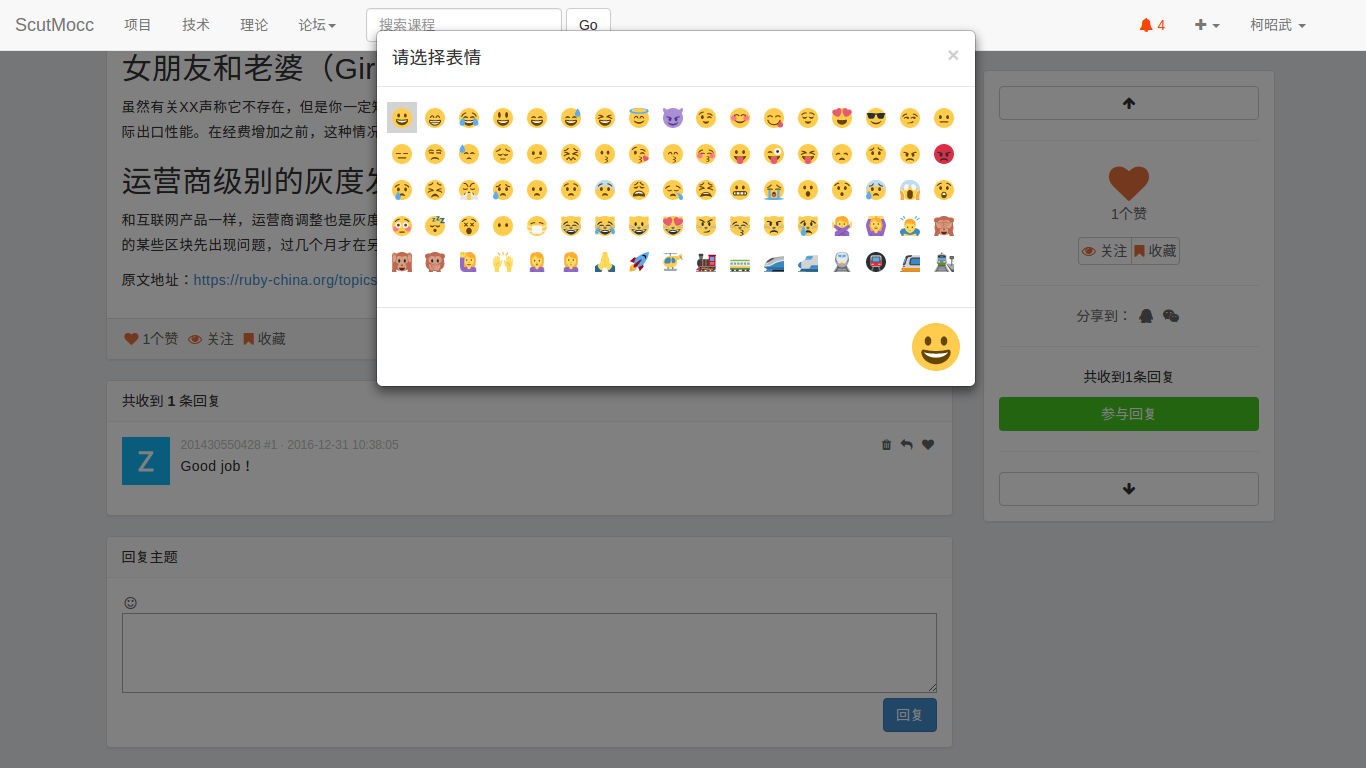 ScutMocc 项目 技术 理论 论坛 搜索课程 Go 4 柯昭武
请选择表情 ×
女朋友和老婆（Gir
虽然有关XX声称它不存在，但是你一定
际出口性能。在经费增加之前，这种情况
运营商级别的灰度
和互联网产品一样，运营商调整也是灰度
的某些区块先出现问题，过几个月才在
原文地址：https://ruby-china.org/topics
1个赞 关注 收藏
共收到 1 条回复
201430550428 #1 · 2016-12-31 10:38:05
Z
Good job！
回复主题
回复
1个赞
关注 收藏
分享到：
共收到1条回复
参与回复